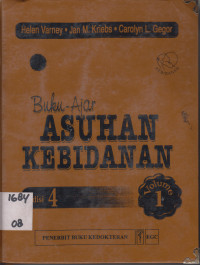 Helen Varney • Jan M. Kriebs • Carolyn L. Gegor
Buku-Ajar
ASUHAN
KEBIDANAN
Edisi 4
Volume
1
1684
08
PENERBIT BUKU KEDOKTERAN
EGC